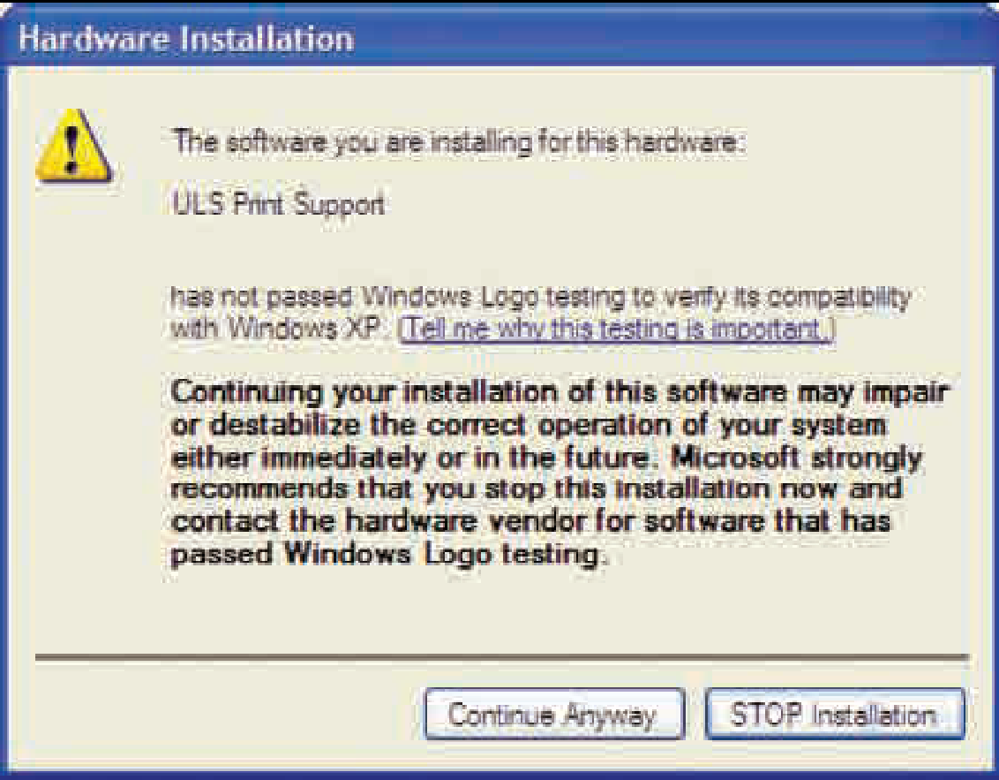 Hardware Installation
The software you are installing for this hardware:
ULS Print Support
has not passed Windows Logo testing to verify its compatibility
with Windows XP. (Tell me why this testing is important.)
Continuing your installation of this software may impair
or destabilize the correct operation of your system
either immediately or in the future. Microsoft strongly
recommends that you stop this installation now and
contact the hardware vendor for software that has
passed Windows Logo testing.
Continue Anyway
STOP Installation